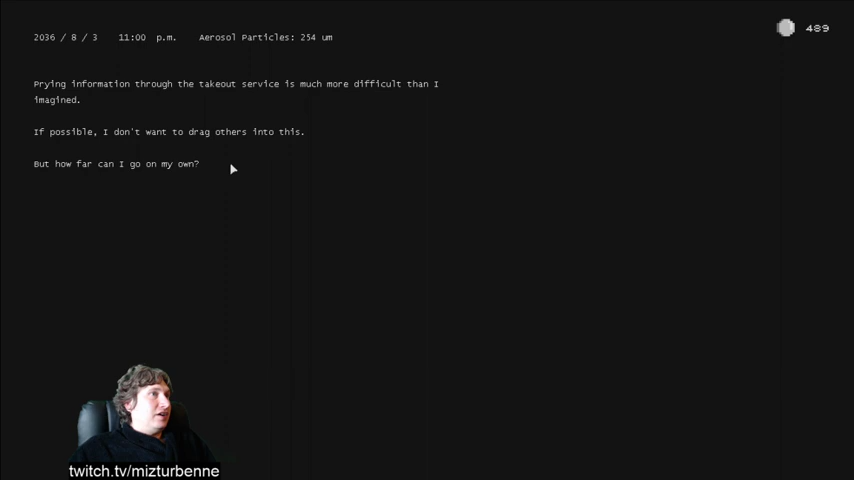 2036 / 8 / 3 11:00 p.m. Aerosol Particles: 254 um
489
Prying information through the takeout service is much more difficult than I
imagined.
If possible, I don't want to drag others into this.
But how far can I go on my own?
twitch.tv/mizturbenne